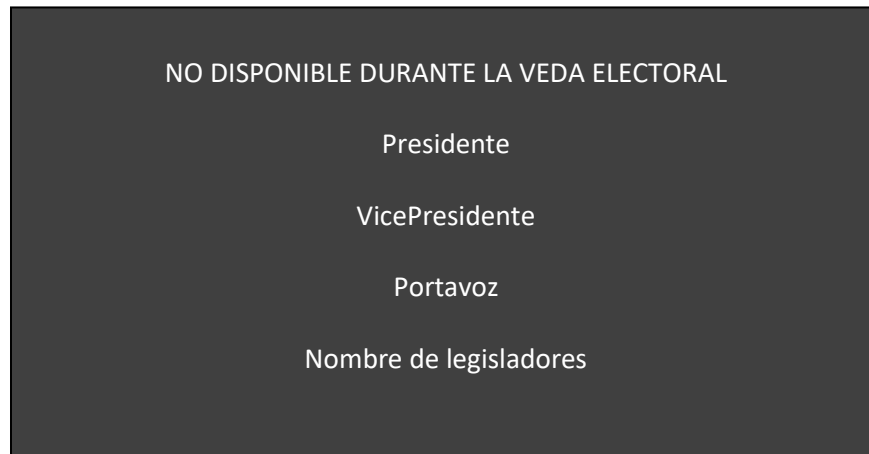 NO DISPONIBLE DURANTE LA VEDA ELECTORAL
Presidente
VicePresidente
Portavoz
Nombre de legisladores